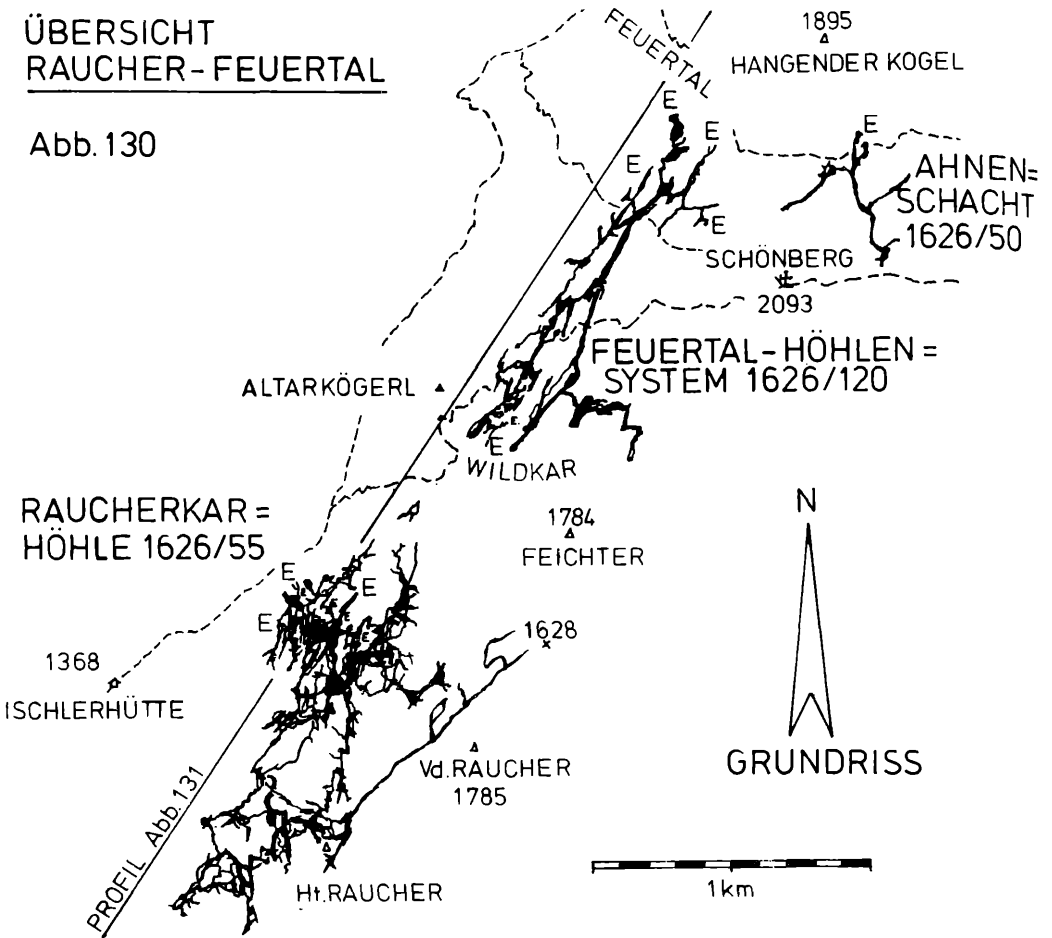 ÜBERSICHT
RAUCHER-FEUERTAL
Abb. 130
FEUERTAL
1895
HANGENDER KOGEL
E
E
E
E
E
AHNEN=
SCHACHT
1626/50
SCHÖNBERG
2093
FEUERTAL-HÖHLEN=
SYSTEM 1626/120
ALTARKÖGERL
E
E
WILDKAR
RAUCHERKAR=
HÖHLE 1626/55
1784
FEICHTER
N
E
E
E
E
E
E
1628
1368
ISCHLERHÜTTE
Vd. RAUCHER
1785
GRUNDRISS
PROFIL Abb. 131
Ht. RAUCHER
1km